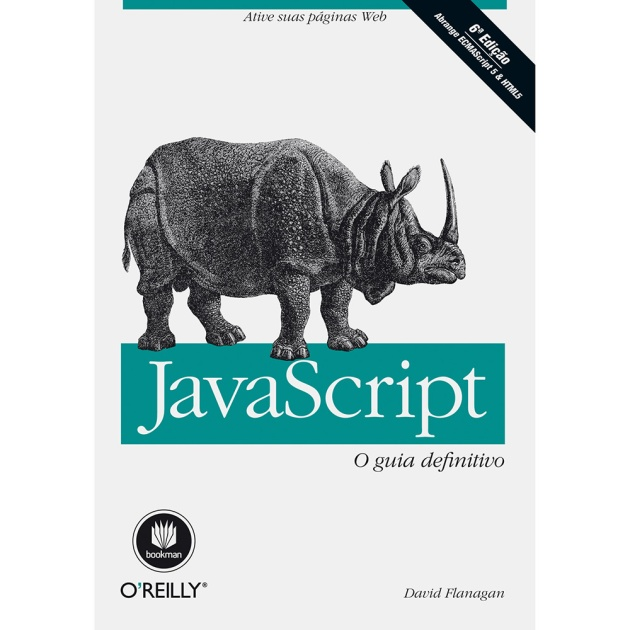 Ative suas páginas Web
6ª Edição
Abrange ECMAScript 5 & HTML5
JavaScript
O guia definitivo
bookman
O'REILLY®
David Flanagan